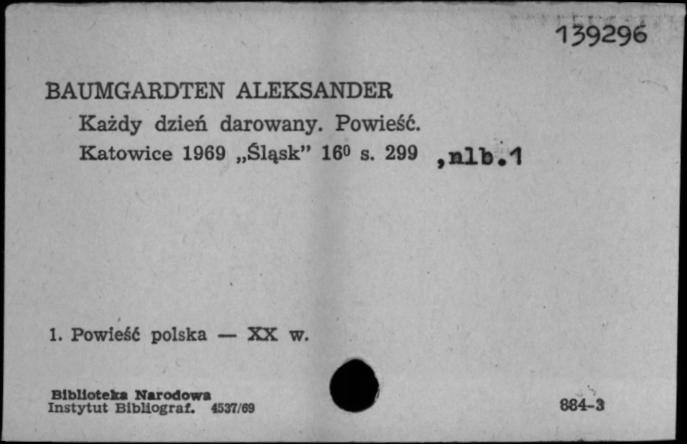 139296
BAUMGARDTEN ALEKSANDER
Każdy dzień darowany. Powieść.
Katowice 1969 „Śląsk” 16⁰ s. 299 ,nlb.1
1. Powieść polska — XX w.
Biblioteka Narodowa
Instytut Bibliograf. 4537/69
884-3